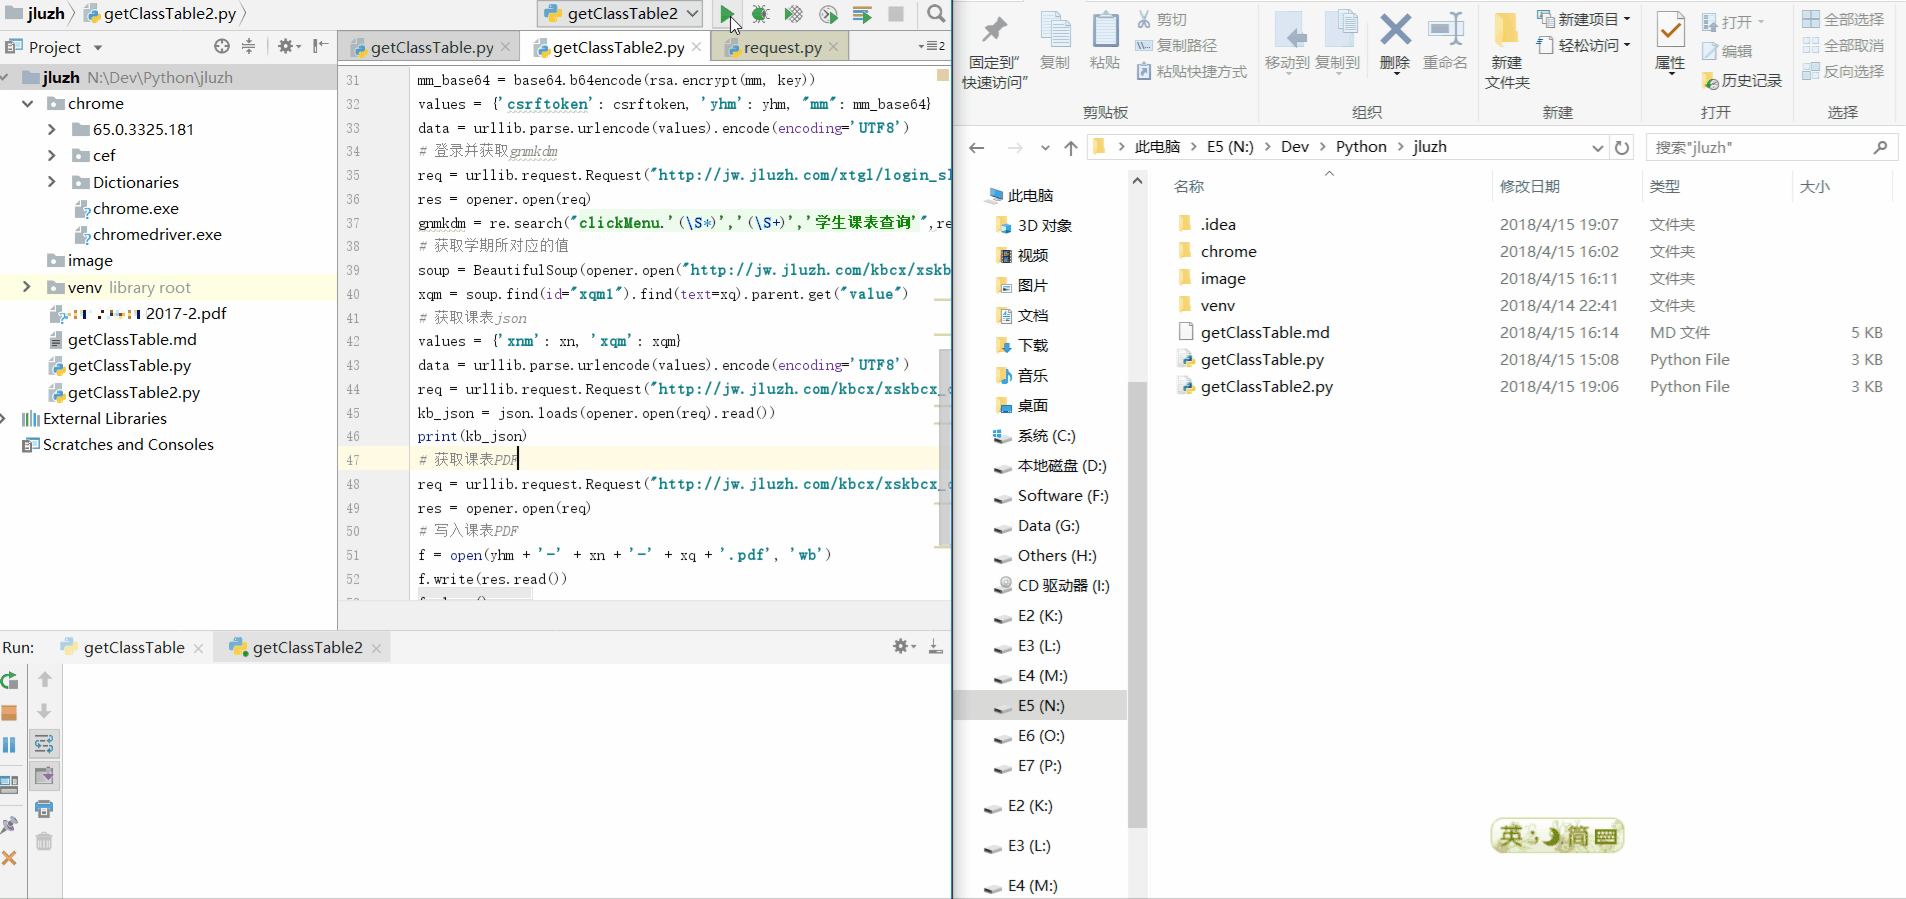 jluzh
getClassTable2.py
getClassTable2
Project
getClassTable.py
getClassTable2.py
request.py
2
jluzh N:\Dev\Python\jluzh
chrome
65.0.3325.181
cef
Dictionaries
chrome.exe
chromedriver.exe
image
venv library root
2017-2.pdf
getClassTable.md
getClassTable.py
getClassTable2.py
External Libraries
Scratches and Consoles
31 mm_base64 = base64.b64encode(rsa.encrypt(mm, key))
32 values = {'csrftoken': csrftoken, 'yhm': yhm, "mm": mm_base64}
33 data = urllib.parse.urlencode(values).encode(encoding='UTF8')
34 # 登录并获取gnmkdm
35 req = urllib.request.Request("http://jw.jluzh.com/xtgl/login_sl
36 res = opener.open(req)
37 gnmkdm = re.search("clickMenu.'(\S*)','(\S+)','学生课表查询'",re
38 # 获取学期所对应的值
39 soup = BeautifulSoup(opener.open("http://jw.jluzh.com/kbcx/xskb
40 xqm = soup.find(id="xqm1").find(text=xq).parent.get("value")
41 # 获取课表json
42 values = {'xnm': xn, 'xqm': xqm}
43 data = urllib.parse.urlencode(values).encode(encoding='UTF8')
44 req = urllib.request.Request("http://jw.jluzh.com/kbcx/xskbcx_
45 kb_json = json.loads(opener.open(req).read())
46 print(kb_json)
47 # 获取课表PDF
48 req = urllib.request.Request("http://jw.jluzh.com/kbcx/xskbcx_
49 res = opener.open(req)
50 # 写入课表PDF
51 f = open(yhm + '-' + xn + '-' + xq + '.pdf', 'wb')
52 f.write(res.read())
Run:
getClassTable
getClassTable2
固定到"
快速访问"
复制
粘贴
剪切
复制路径
粘贴快捷方式
剪贴板
移动到
复制到
删除
重命名
组织
新建
文件夹
新建项目
轻松访问
新建
属性
打开
编辑
历史记录
打开
全部选择
全部取消
反向选择
选择
此电脑
E5 (N:)
Dev
Python
jluzh
搜索"jluzh"
此电脑
3D 对象
视频
图片
文档
下载
音乐
桌面
系统 (C:)
本地磁盘 (D:)
Software (F:)
Data (G:)
Others (H:)
CD 驱动器 (I:)
E2 (K:)
E3 (L:)
E4 (M:)
E5 (N:)
E6 (O:)
E7 (P:)
E2 (K:)
E3 (L:)
E4 (M:)
名称 修改日期 类型 大小
.idea 2018/4/15 19:07 文件夹
chrome 2018/4/15 16:02 文件夹
image 2018/4/15 16:11 文件夹
venv 2018/4/14 22:41 文件夹
getClassTable.md 2018/4/15 16:14 MD 文件 5 KB
getClassTable.py 2018/4/15 15:08 Python File 3 KB
getClassTable2.py 2018/4/15 19:06 Python File 3 KB
英 简